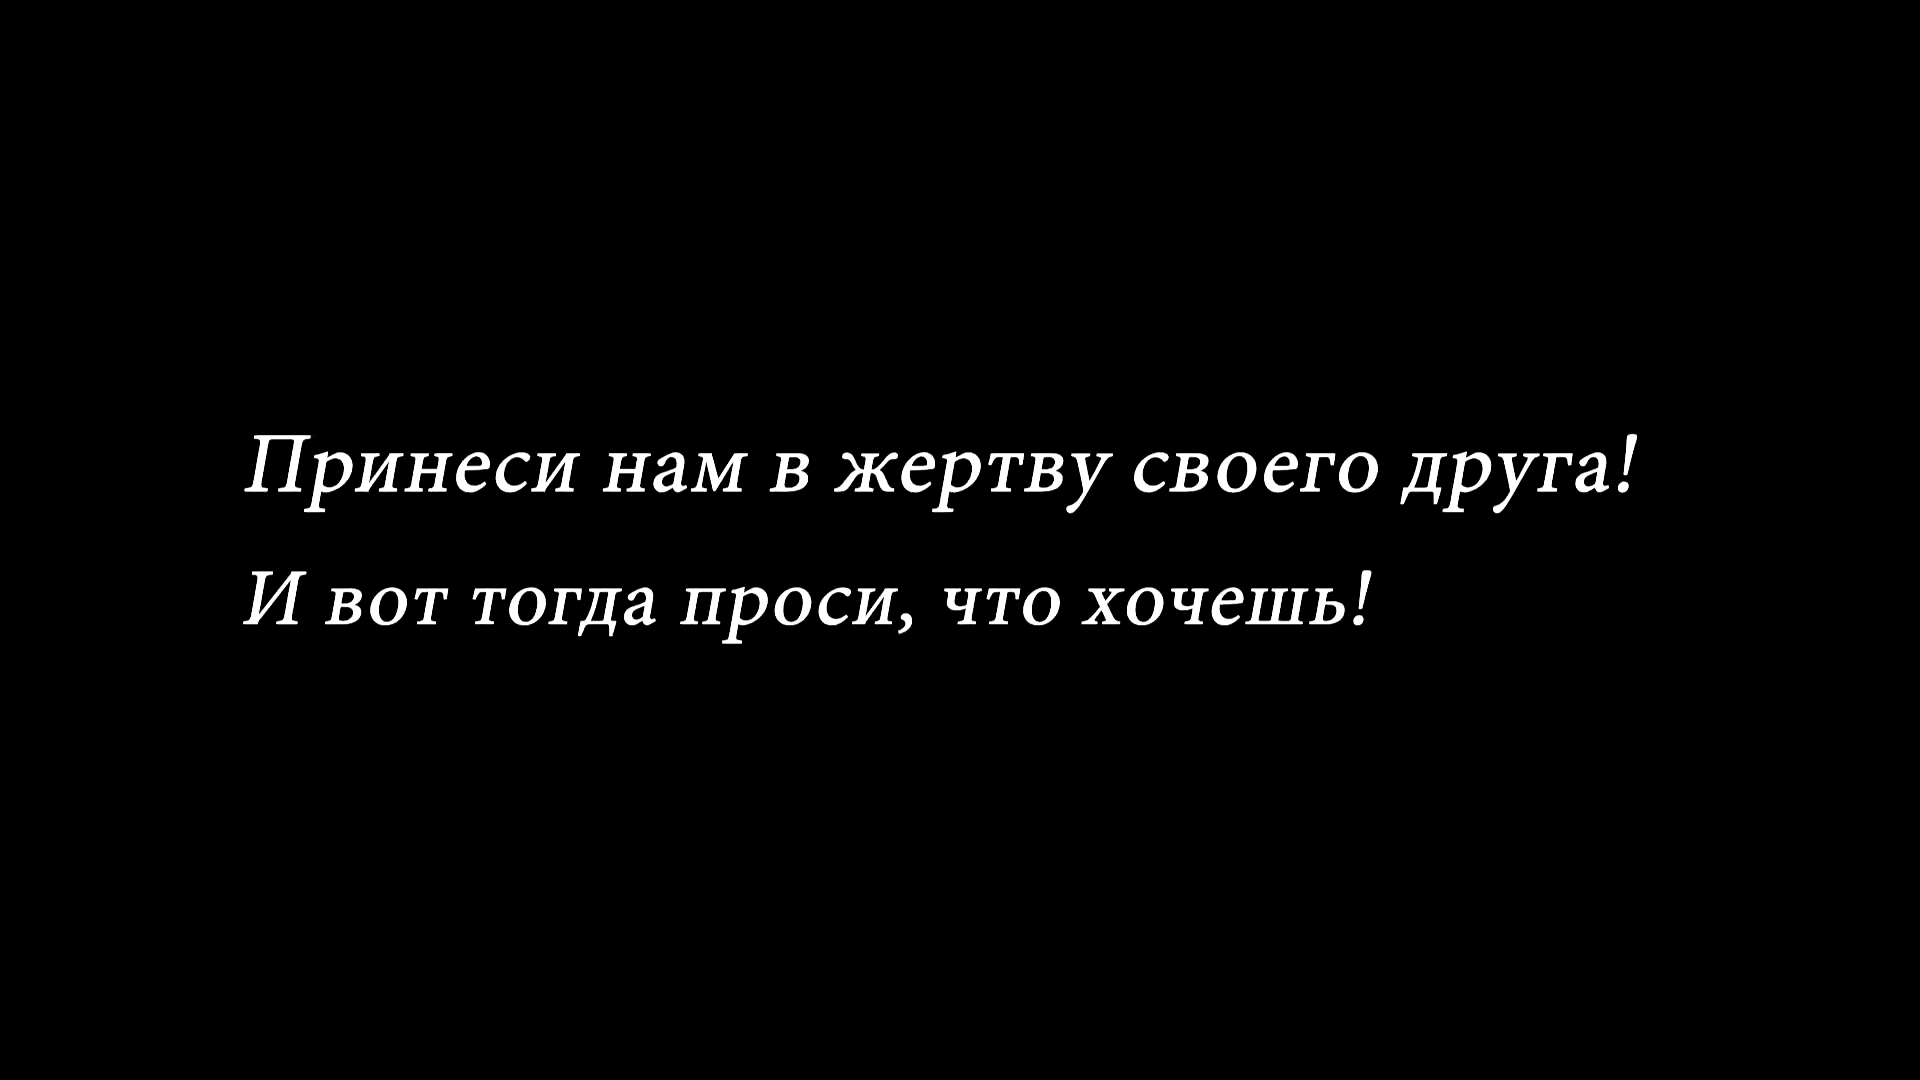 Принеси нам в жертву своего друга!
И вот тогда проси, что хочешь!